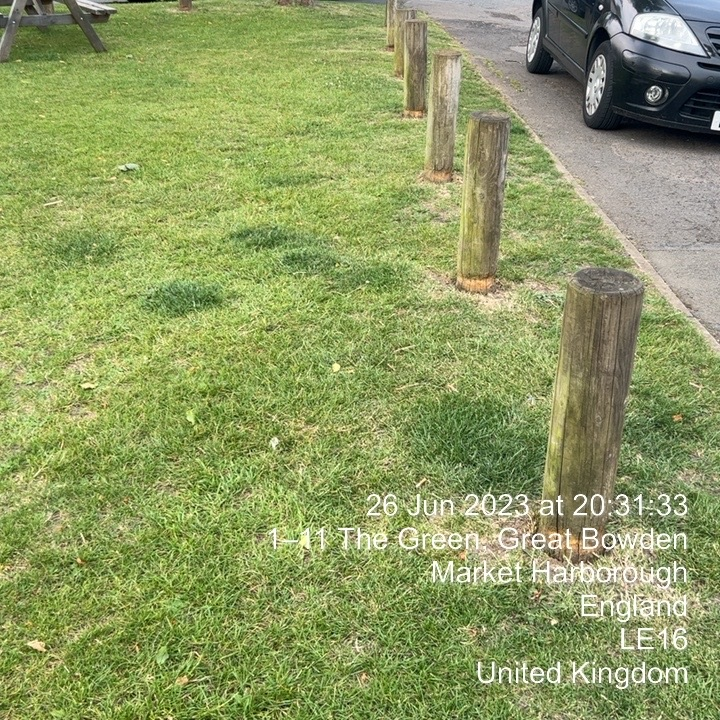 26 Jun 2023 at 20:31:33
1–11 The Green, Great Bowden
Market Harborough
England
LE16
United Kingdom